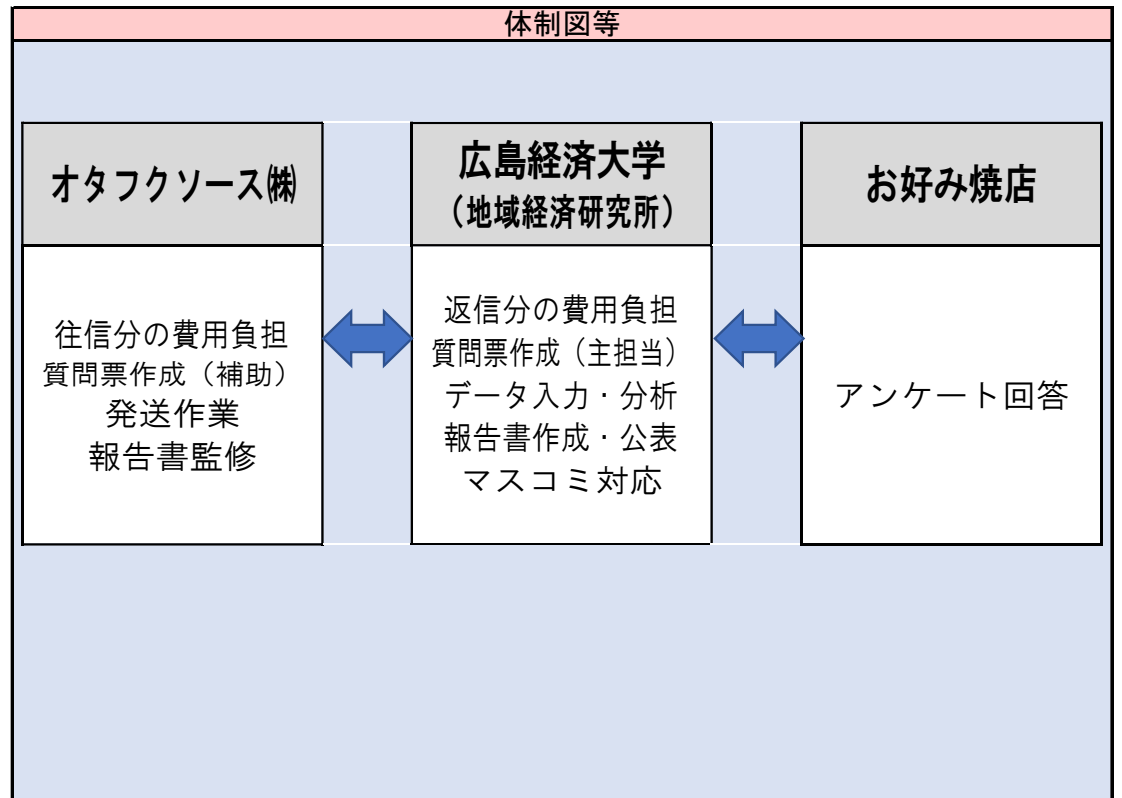 体制図等
オタフクソース㈱
広島経済大学
（地域経済研究所）
お好み焼店
往信分の費用負担
質問票作成（補助）
発送作業
報告書監修
返信分の費用負担
質問票作成（主担当）
データ入力・分析
報告書作成・公表
マスコミ対応
アンケート回答